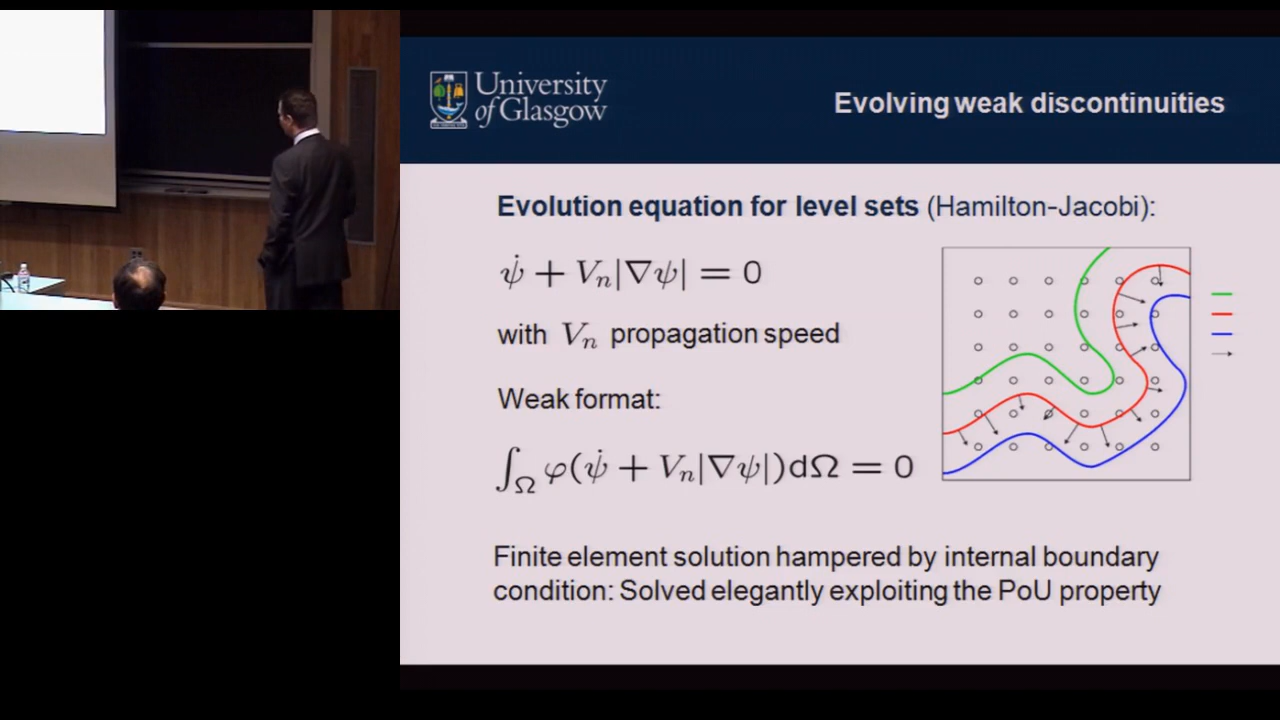 University
of Glasgow
Evolving weak discontinuities
Evolution equation for level sets (Hamilton-Jacobi):
ψ̇ + Vₙ|∇ψ| = 0
with Vₙ propagation speed
Weak format:
∫_Ω φ(ψ̇ + Vₙ|∇ψ|)dΩ = 0
Finite element solution hampered by internal boundary
condition: Solved elegantly exploiting the PoU property